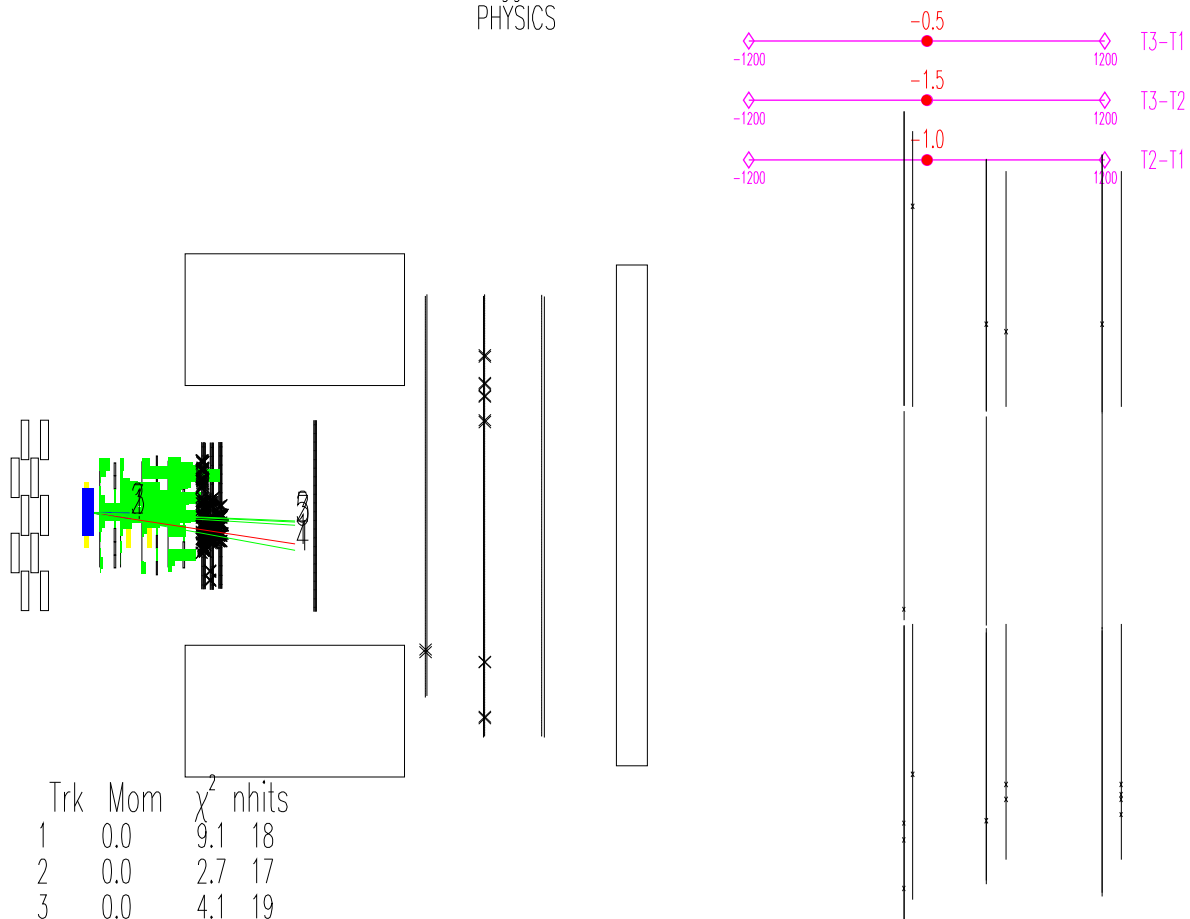 PHYSICS
-0.5
-1200 1200 T3-T1
-1.5
-1200 1200 T3-T2
-1.0
-1200 1200 T2-T1
Trk Mom χ² nhits
1 0.0 9.1 18
2 0.0 2.7 17
3 0.0 4.1 19